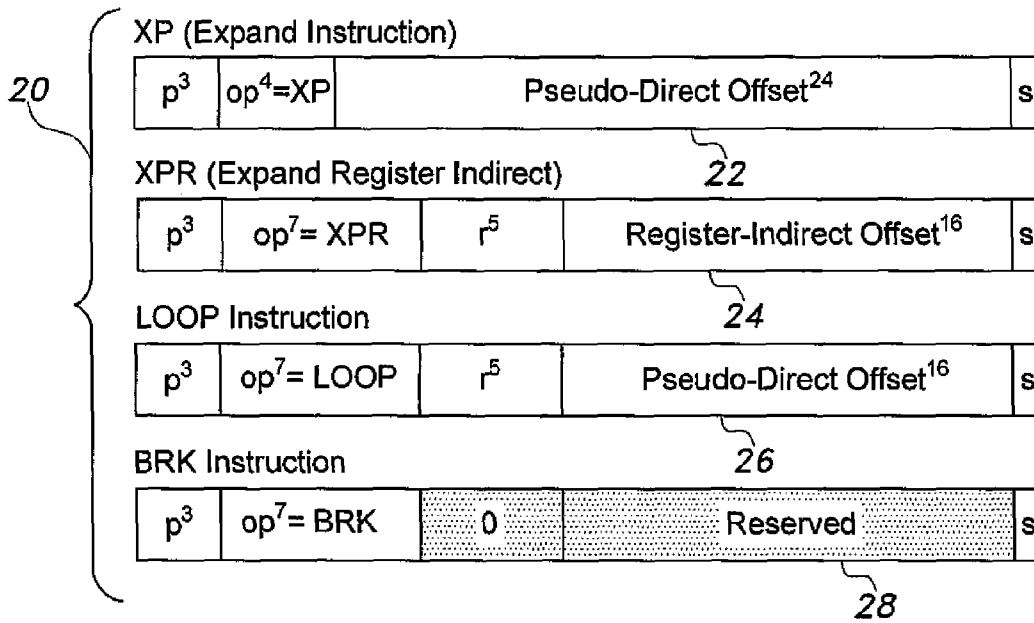 XP (Expand Instruction)
20
p³ op⁴=XP Pseudo-Direct Offset²⁴ s
22
XPR (Expand Register Indirect)
p³ op⁷= XPR r⁵ Register-Indirect Offset¹⁶ s
24
LOOP Instruction
p³ op⁷= LOOP r⁵ Pseudo-Direct Offset¹⁶ s
26
BRK Instruction
p³ op⁷= BRK 0 Reserved s
28